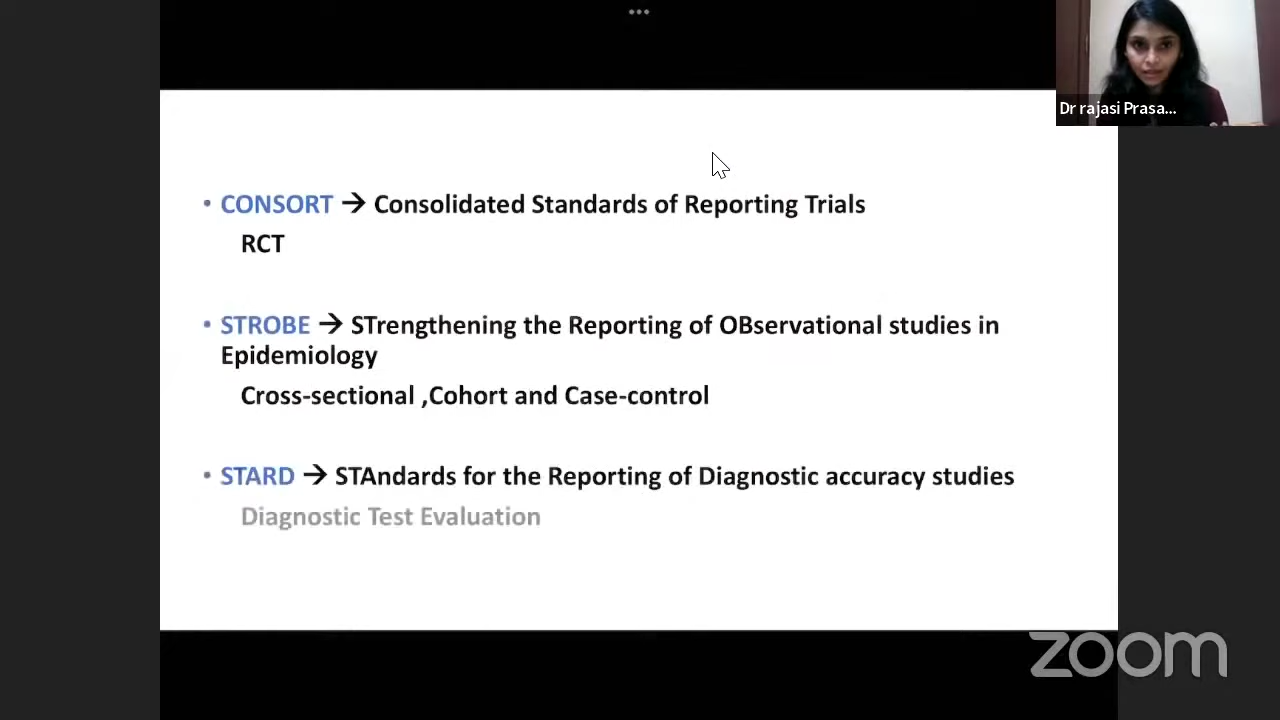 Dr rajasi Prasa...
• CONSORT → Consolidated Standards of Reporting Trials
RCT
• STROBE → STrengthening the Reporting of OBservational studies in
Epidemiology
Cross-sectional ,Cohort and Case-control
• STARD → STAndards for the Reporting of Diagnostic accuracy studies
Diagnostic Test Evaluation
zoom